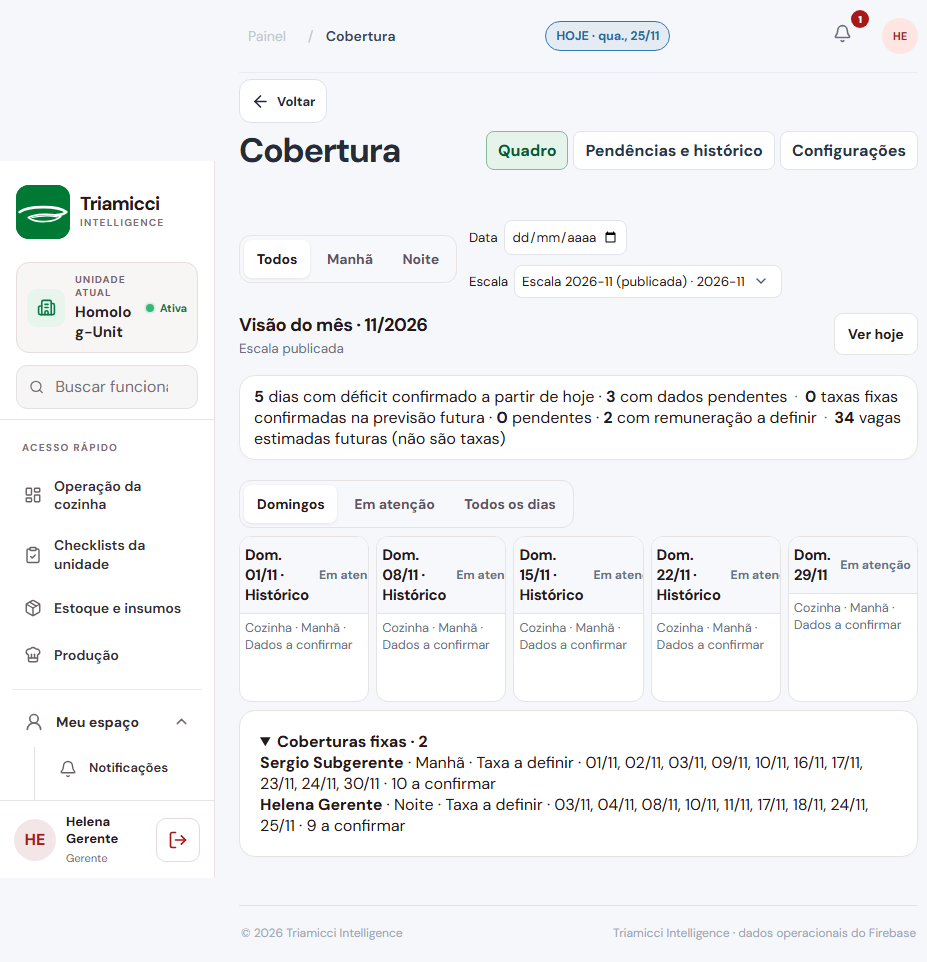 Painel / Cobertura
HOJE · qua., 25/11
1
HE
Voltar
Cobertura
Quadro
Pendências e histórico
Configurações
Triamicci
INTELLIGENCE
UNIDADE
ATUAL
Homolo
g-Unit
Ativa
Buscar funciona
ACESSO RÁPIDO
Operação da
cozinha
Checklists da
unidade
Estoque e insumos
Produção
Meu espaço
Notificações
HE
Helena
Gerente
Gerente
Todos
Manhã
Noite
Data dd/mm/aaaa
Escala Escala 2026-11 (publicada) · 2026-11
Visão do mês · 11/2026
Escala publicada
Ver hoje
5 dias com déficit confirmado a partir de hoje · 3 com dados pendentes · 0 taxas fixas
confirmadas na previsão futura · 0 pendentes · 2 com remuneração a definir · 34 vagas
estimadas futuras (não são taxas)
Domingos
Em atenção
Todos os dias
Dom.
01/11 ·
Histórico
Em aten
Cozinha · Manhã ·
Dados a confirmar
Dom.
08/11 ·
Histórico
Em aten
Cozinha · Manhã ·
Dados a confirmar
Dom.
15/11 ·
Histórico
Em aten
Cozinha · Manhã ·
Dados a confirmar
Dom.
22/11 ·
Histórico
Em aten
Cozinha · Manhã ·
Dados a confirmar
Dom.
29/11
Em atenção
Cozinha · Manhã ·
Dados a confirmar
▼ Coberturas fixas · 2
Sergio Subgerente · Manhã · Taxa a definir · 01/11, 02/11, 03/11, 09/11, 10/11, 16/11, 17/11,
23/11, 24/11, 30/11 · 10 a confirmar
Helena Gerente · Noite · Taxa a definir · 03/11, 04/11, 08/11, 10/11, 11/11, 17/11, 18/11, 24/11,
25/11 · 9 a confirmar
© 2026 Triamicci Intelligence
Triamicci Intelligence · dados operacionais do Firebase